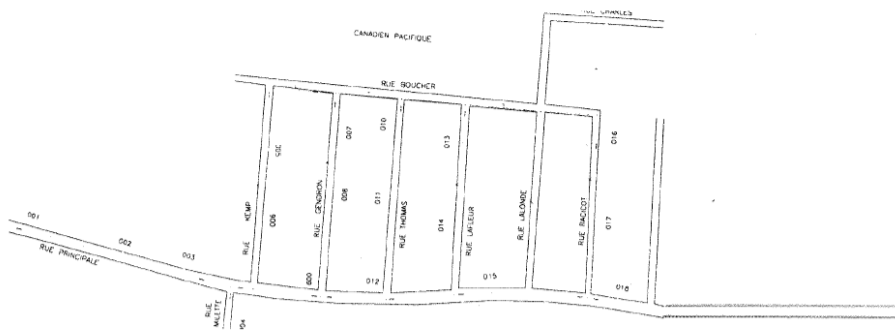 RUE CHARLES
CANADIEN PACIFIQUE
RUE BOUCHER
007
010
013
016
005
RUE KEMP
006
RUE GENDRON
008
011
RUE THOMAS
014
RUE LAFLEUR
RUE LALONDE
RUE RACICOT
017
001
002
003
RUE PRINCIPALE
009
012
015
018
RUE MILLETTE
004